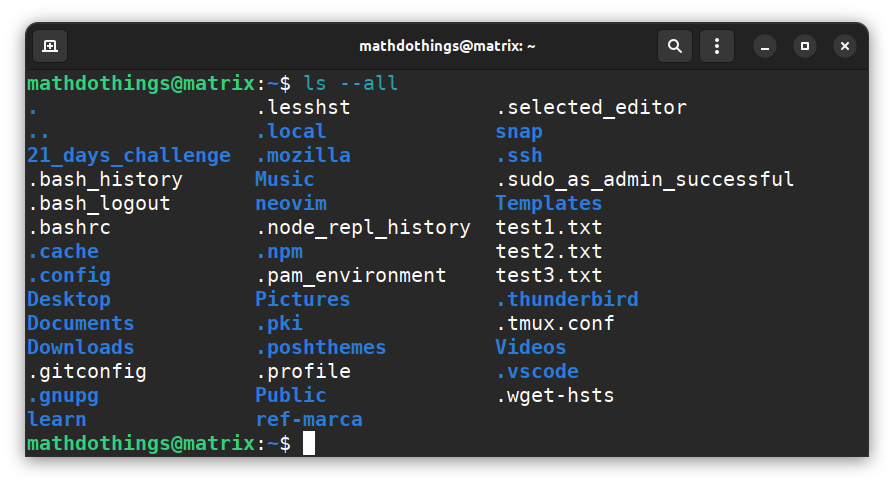 mathdothings@matrix: ~
mathdothings@matrix:~$ ls --all
. .lesshst .selected_editor
.. .local snap
21_days_challenge .mozilla .ssh
.bash_history Music .sudo_as_admin_successful
.bash_logout neovim Templates
.bashrc .node_repl_history test1.txt
.cache .npm test2.txt
.config .pam_environment test3.txt
Desktop Pictures .thunderbird
Documents .pki .tmux.conf
Downloads .poshthemes Videos
.gitconfig .profile .vscode
.gnupg Public .wget-hsts
learn ref-marca
mathdothings@matrix:~$